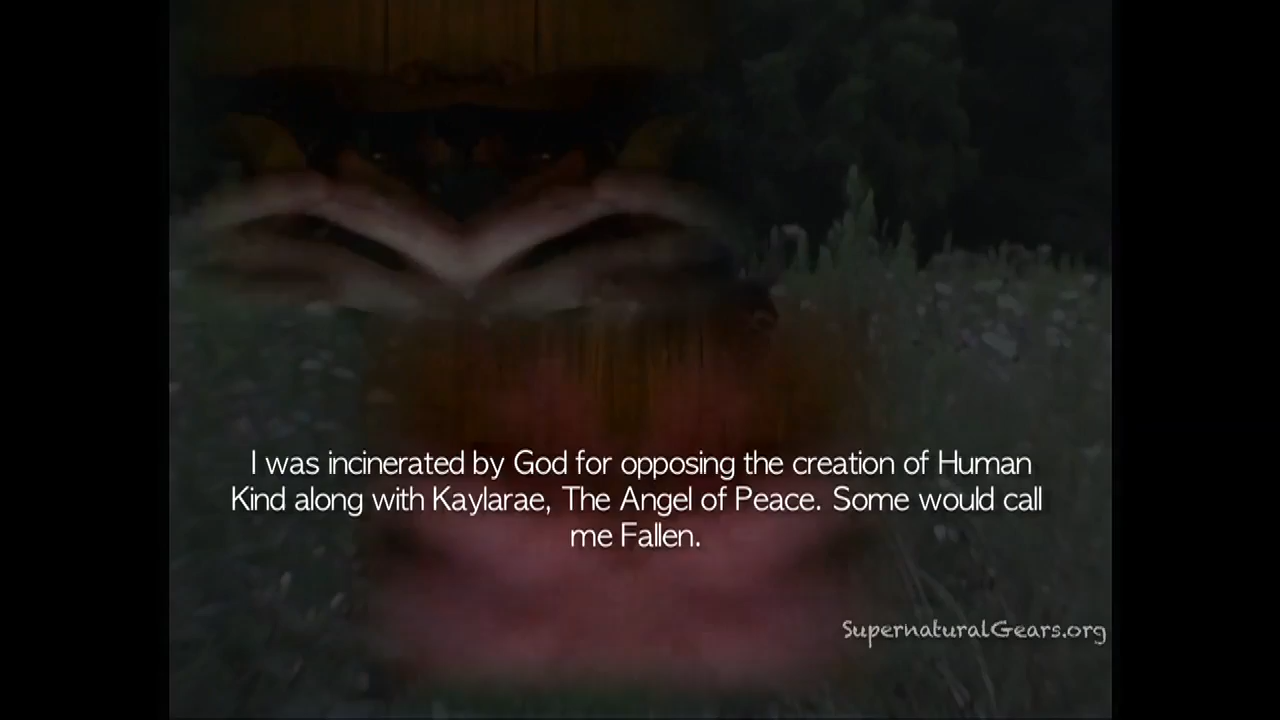 I was incinerated by God for opposing the creation of Human
Kind along with Kaylarae, The Angel of Peace. Some would call
me Fallen.
SupernaturalGears.org